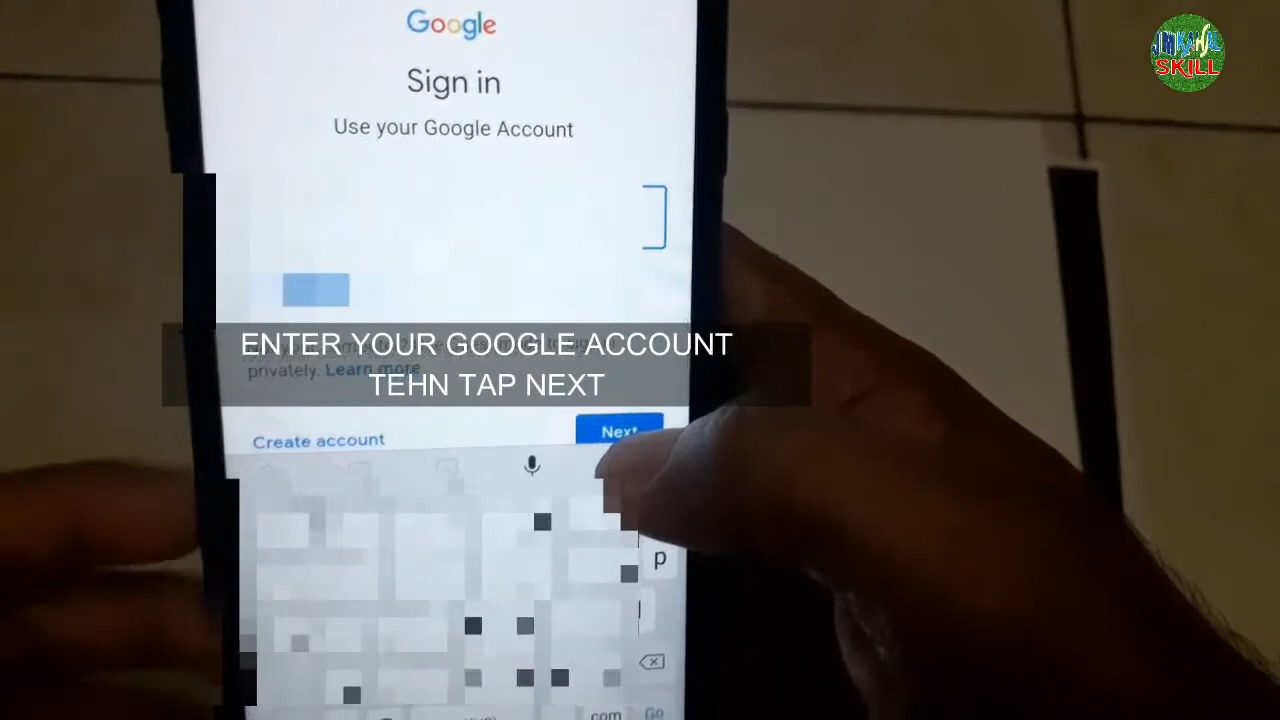 Google
Sign in
Use your Google Account
ENTER YOUR GOOGLE ACCOUNT
privately. Learn more
TEHN TAP NEXT
Create account
Next
p
com
Go
SKILL